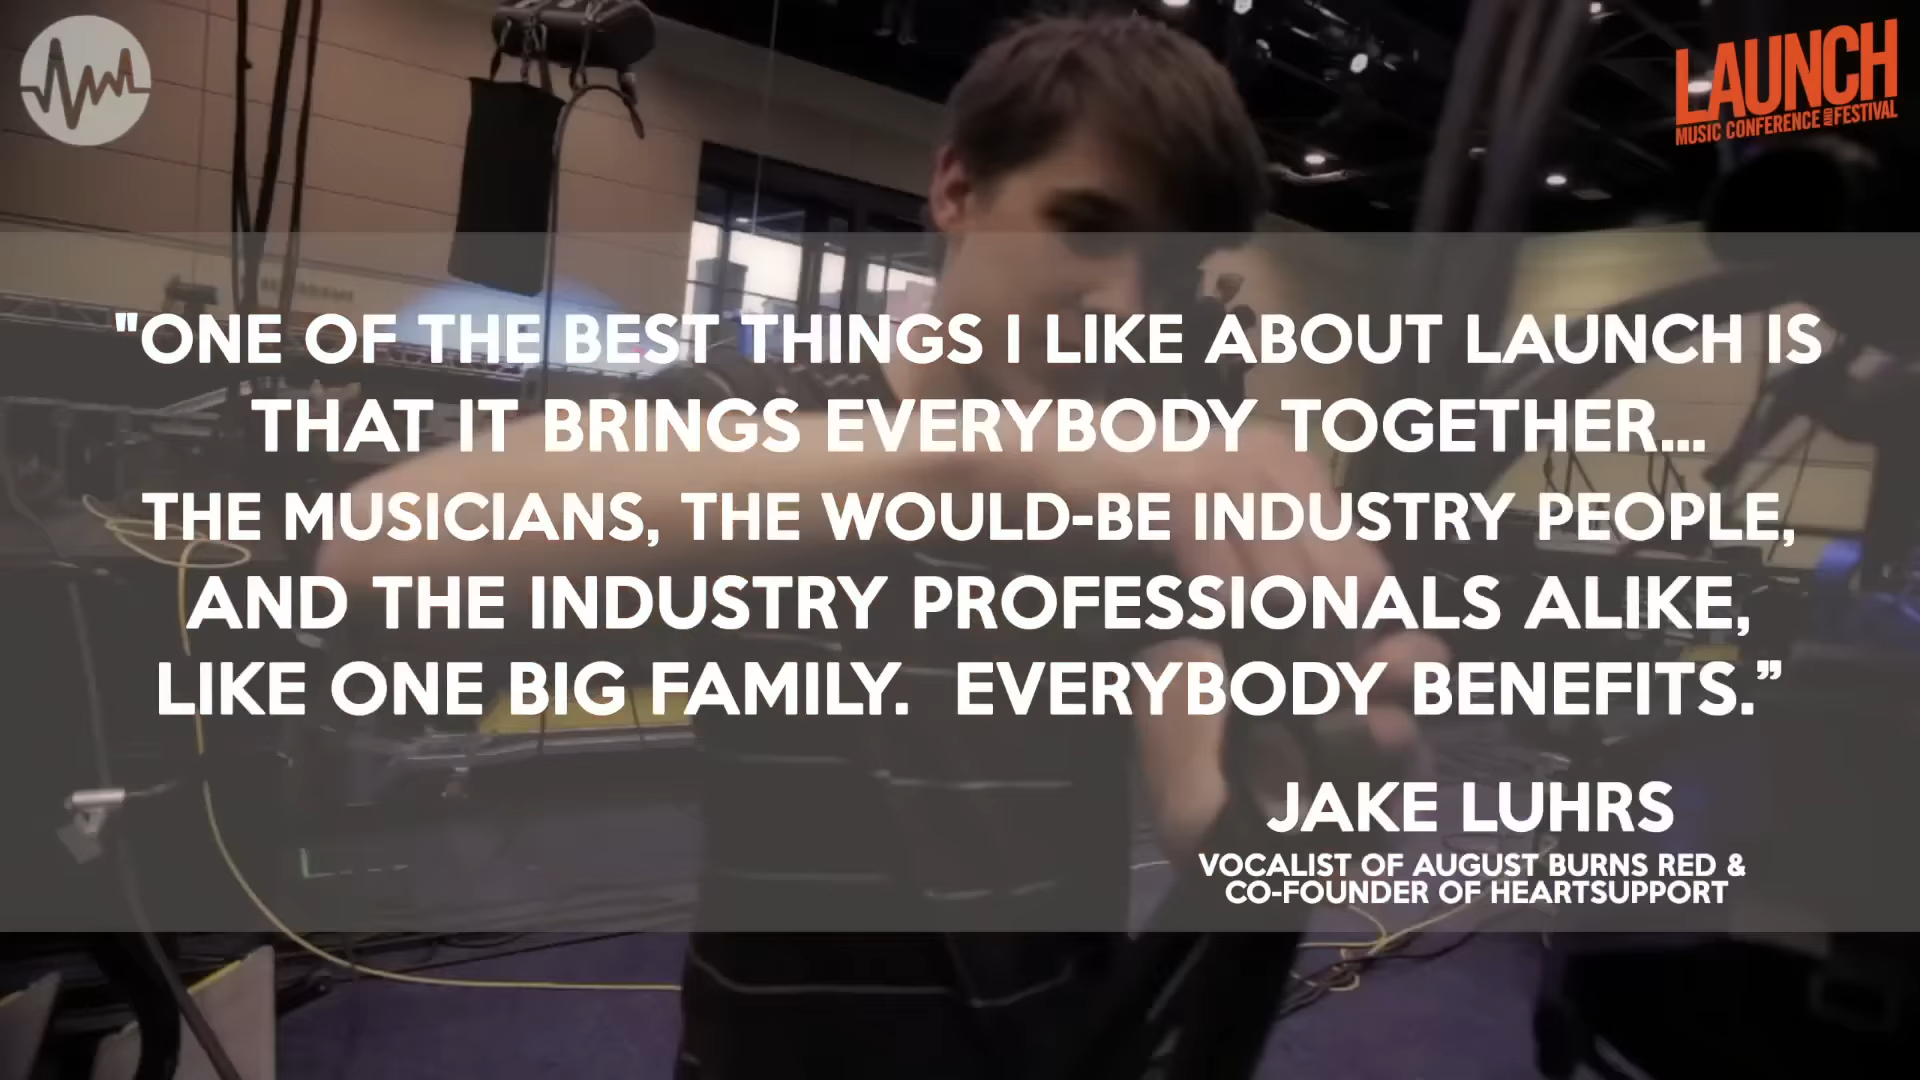 LAUNCH
MUSIC CONFERENCE AND FESTIVAL
"ONE OF THE BEST THINGS I LIKE ABOUT LAUNCH IS
THAT IT BRINGS EVERYBODY TOGETHER...
THE MUSICIANS, THE WOULD-BE INDUSTRY PEOPLE,
AND THE INDUSTRY PROFESSIONALS ALIKE,
LIKE ONE BIG FAMILY.  EVERYBODY BENEFITS.”
JAKE LUHRS
VOCALIST OF AUGUST BURNS RED &
CO-FOUNDER OF HEARTSUPPORT